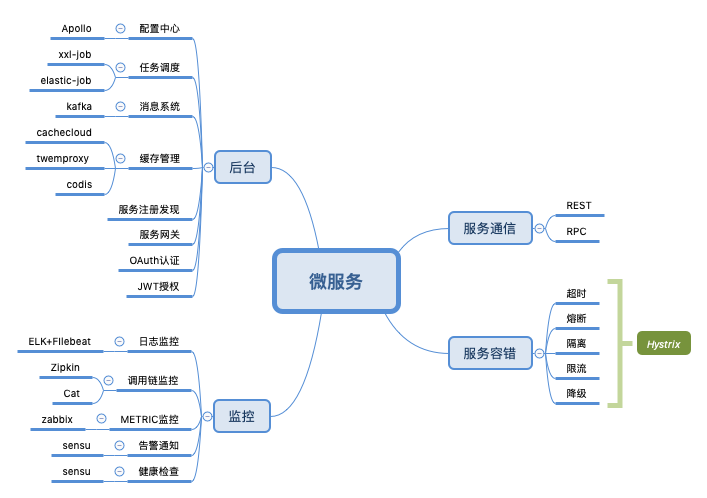 微服务
后台
配置中心
Apollo
任务调度
xxl-job
elastic-job
消息系统
kafka
缓存管理
cachecloud
twemproxy
codis
服务注册发现
服务网关
OAuth认证
JWT授权
监控
日志监控
ELK+FIlebeat
调用链监控
Zipkin
Cat
METRIC监控
zabbix
告警通知
sensu
健康检查
sensu
服务通信
REST
RPC
服务容错
超时
熔断
隔离
限流
降级
Hystrix